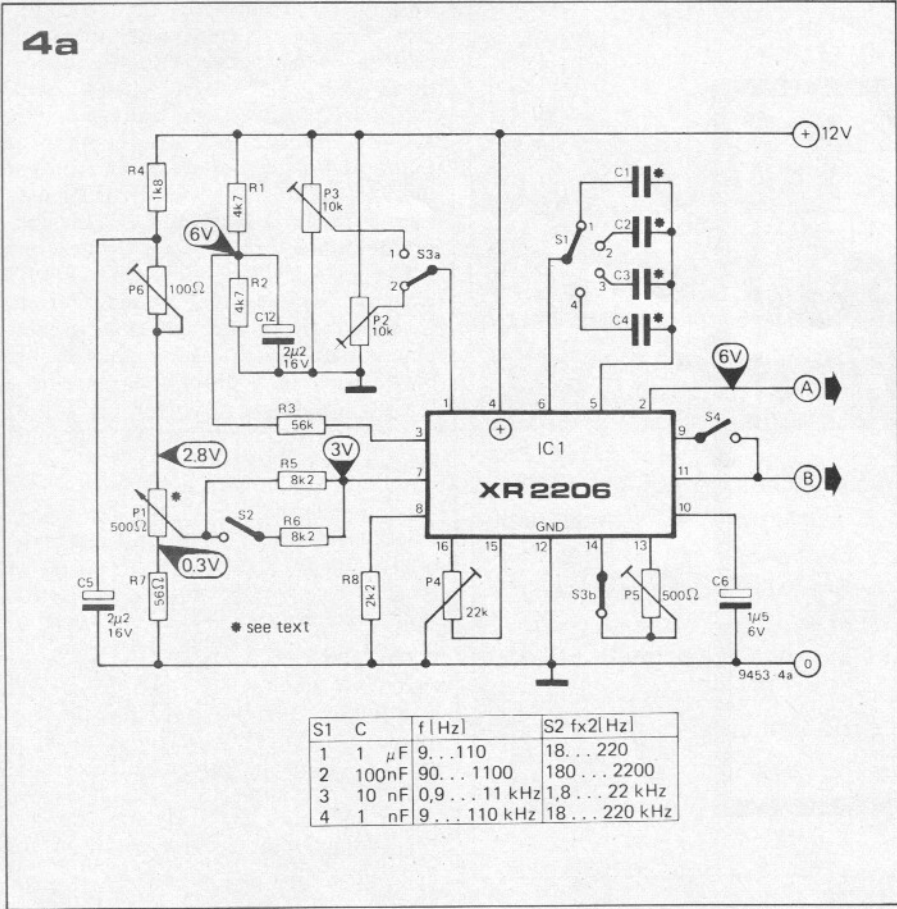 4a
+ 12V
R4
1k8
R1
4k7
P3
10k
C1 *
C2 *
C3 *
C4 *
S1
1
2
3
4
6V
S3a
1
2
P6
100Ω
R2
4k7
C12
2µ2
16V
P2
10k
6V
A
1 4 6 5 2
R3
56k
3
+
IC1
9
S4
2.8V
3V
R5
8k2
7
XR 2206
11
B
P1
500Ω
*
S2
R6
8k2
8
GND
10
16 15 12 14 13
0.3V
C5
2µ2
16V
R7
56Ω
R8
2k2
P4
22k
S3b
P5
500Ω
C6
1µ5
6V
* see text
9453-4a
0
S1 C f[Hz] S2 fx2[Hz]
1 1 µF 9...110 18...220
2 100nF 90...1100 180...2200
3 10 nF 0,9...11 kHz 1,8...22 kHz
4 1 nF 9...110 kHz 18...220 kHz